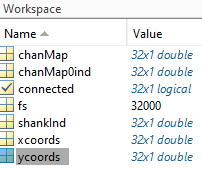 Workspace
Name Value
chanMap 32x1 double
chanMap0ind 32x1 double
connected 32x1 logical
fs 32000
shankInd 32x1 double
xcoords 32x1 double
ycoords 32x1 double